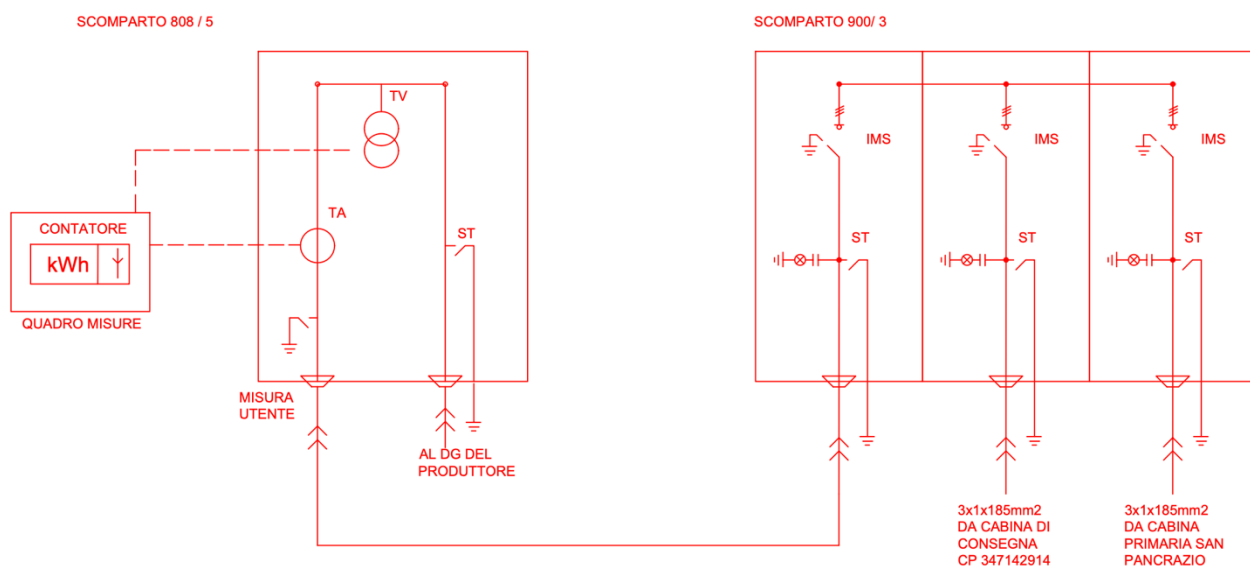 SCOMPARTO 808 / 5
SCOMPARTO 900/ 3
TV
IMS
IMS
IMS
TA
CONTATORE
kWh
QUADRO MISURE
ST
ST
ST
ST
MISURA
UTENTE
AL DG DEL
PRODUTTORE
3x1x185mm2
DA CABINA DI
CONSEGNA
CP 347142914
3x1x185mm2
DA CABINA
PRIMARIA SAN
PANCRAZIO